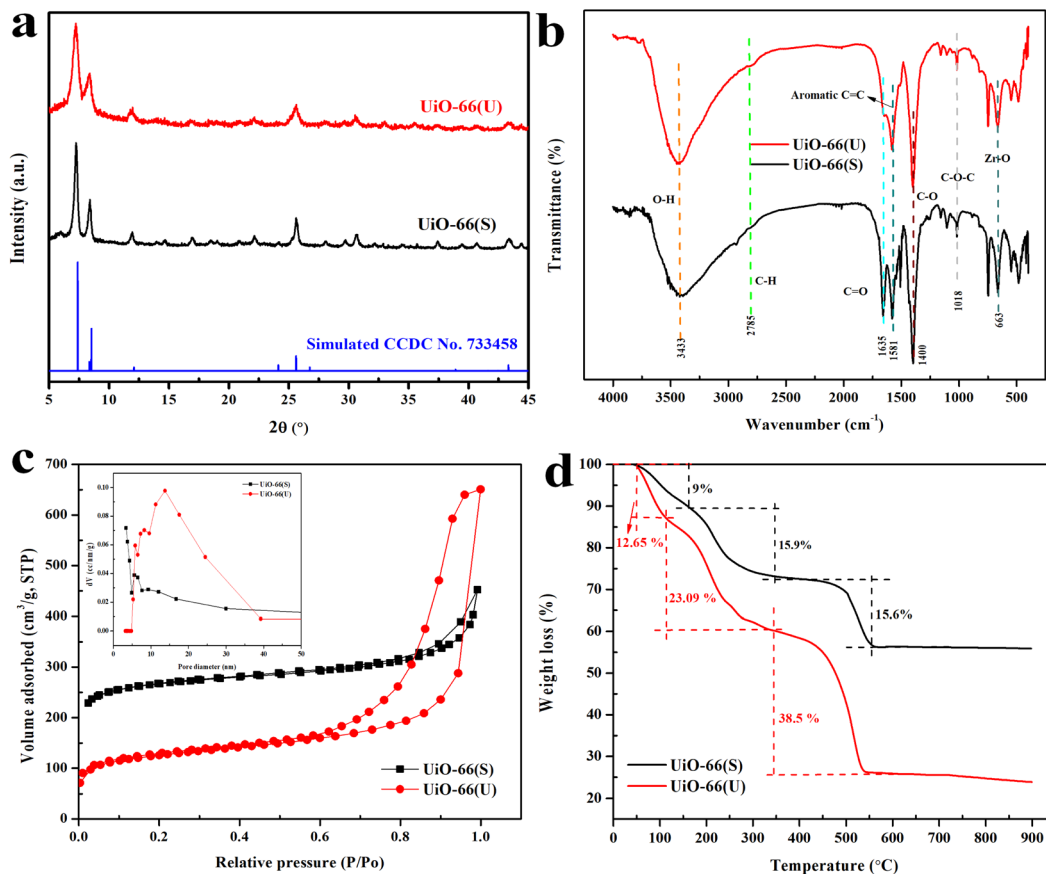 a
UiO-66(U)
UiO-66(S)
Simulated CCDC No. 733458
Intensity (a.u.)
5 10 15 20 25 30 35 40 45
2θ (°)
b
Aromatic C=C
UiO-66(U)
UiO-66(S)
O-H
C-H
C=O
C-O
C-O-C
Zr-O
3433
2785
1635
1581
1400
1018
663
Transmittance (%)
4000 3500 3000 2500 2000 1500 1000 500
Wavenumber (cm-1)
c
700
600
500
400
300
200
100
0
Volume adsorbed (cm3/g, STP)
0.10
0.08
0.06
0.04
0.02
0.00
dV (cc/nm/g)
UiO-66(S)
UiO-66(U)
0 10 20 30 40 50
Pore diameter (nm)
UiO-66(S)
UiO-66(U)
0.0 0.2 0.4 0.6 0.8 1.0
Relative pressure (P/Po)
d
100
90
80
70
60
50
40
30
20
Weight loss (%)
9%
15.9%
15.6%
12.65 %
23.09 %
38.5 %
UiO-66(S)
UiO-66(U)
0 100 200 300 400 500 600 700 800 900
Temperature (°C)